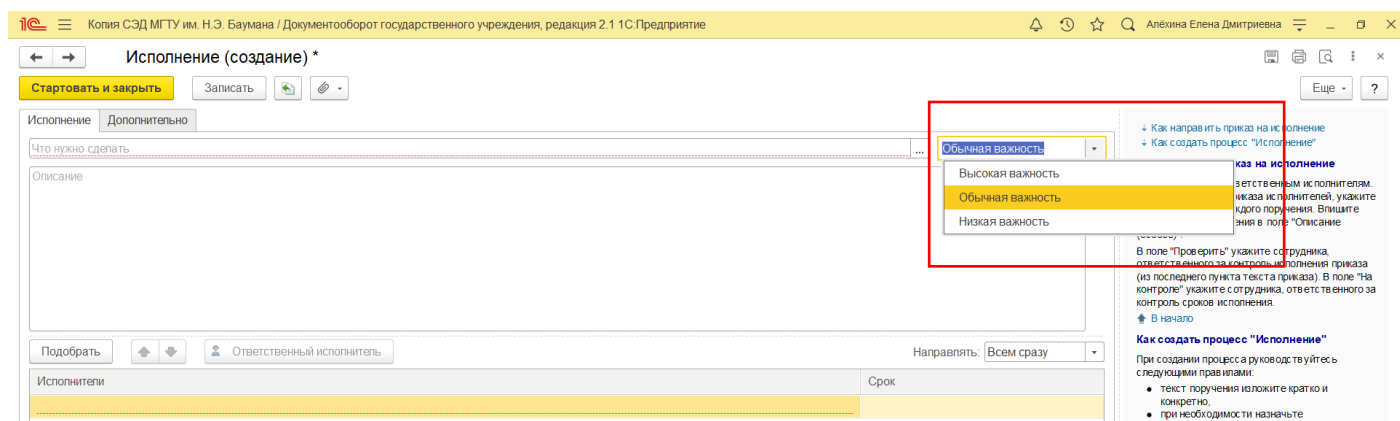 Копия СЭД МГТУ им. Н.Э. Баумана / Документооборот государственного учреждения, редакция 2.1 1С:Предприятие
Алёхина Елена Дмитриевна
Исполнение (создание) *
Стартовать и закрыть
Записать
Еще
?
Исполнение
Дополнительно
Что нужно сделать
...
Обычная важность
Высокая важность
Обычная важность
Низкая важность
Описание
Подобрать
Ответственный исполнитель
Направлять:
Всем сразу
Исполнители
Срок
Как направить приказ на исполнение
Как создать процесс "Исполнение"
каз на исполнение
ветственным исполнителям.
риказа исполнителей, укажите
ждого поручения. Впишите
ения в поле "Описание
В поле "Проверить" укажите сотрудника,
ответственного за контроль исполнения приказа
(из последнего пункта текста приказа). В поле "На
контроле" укажите сотрудника, ответственного за
контроль сроков исполнения.
В начало
Как создать процесс "Исполнение"
При создании процесса руководствуйтесь
следующими правилами:
• текст поручения изложите кратко и
конкретно,
• при необходимости назначьте